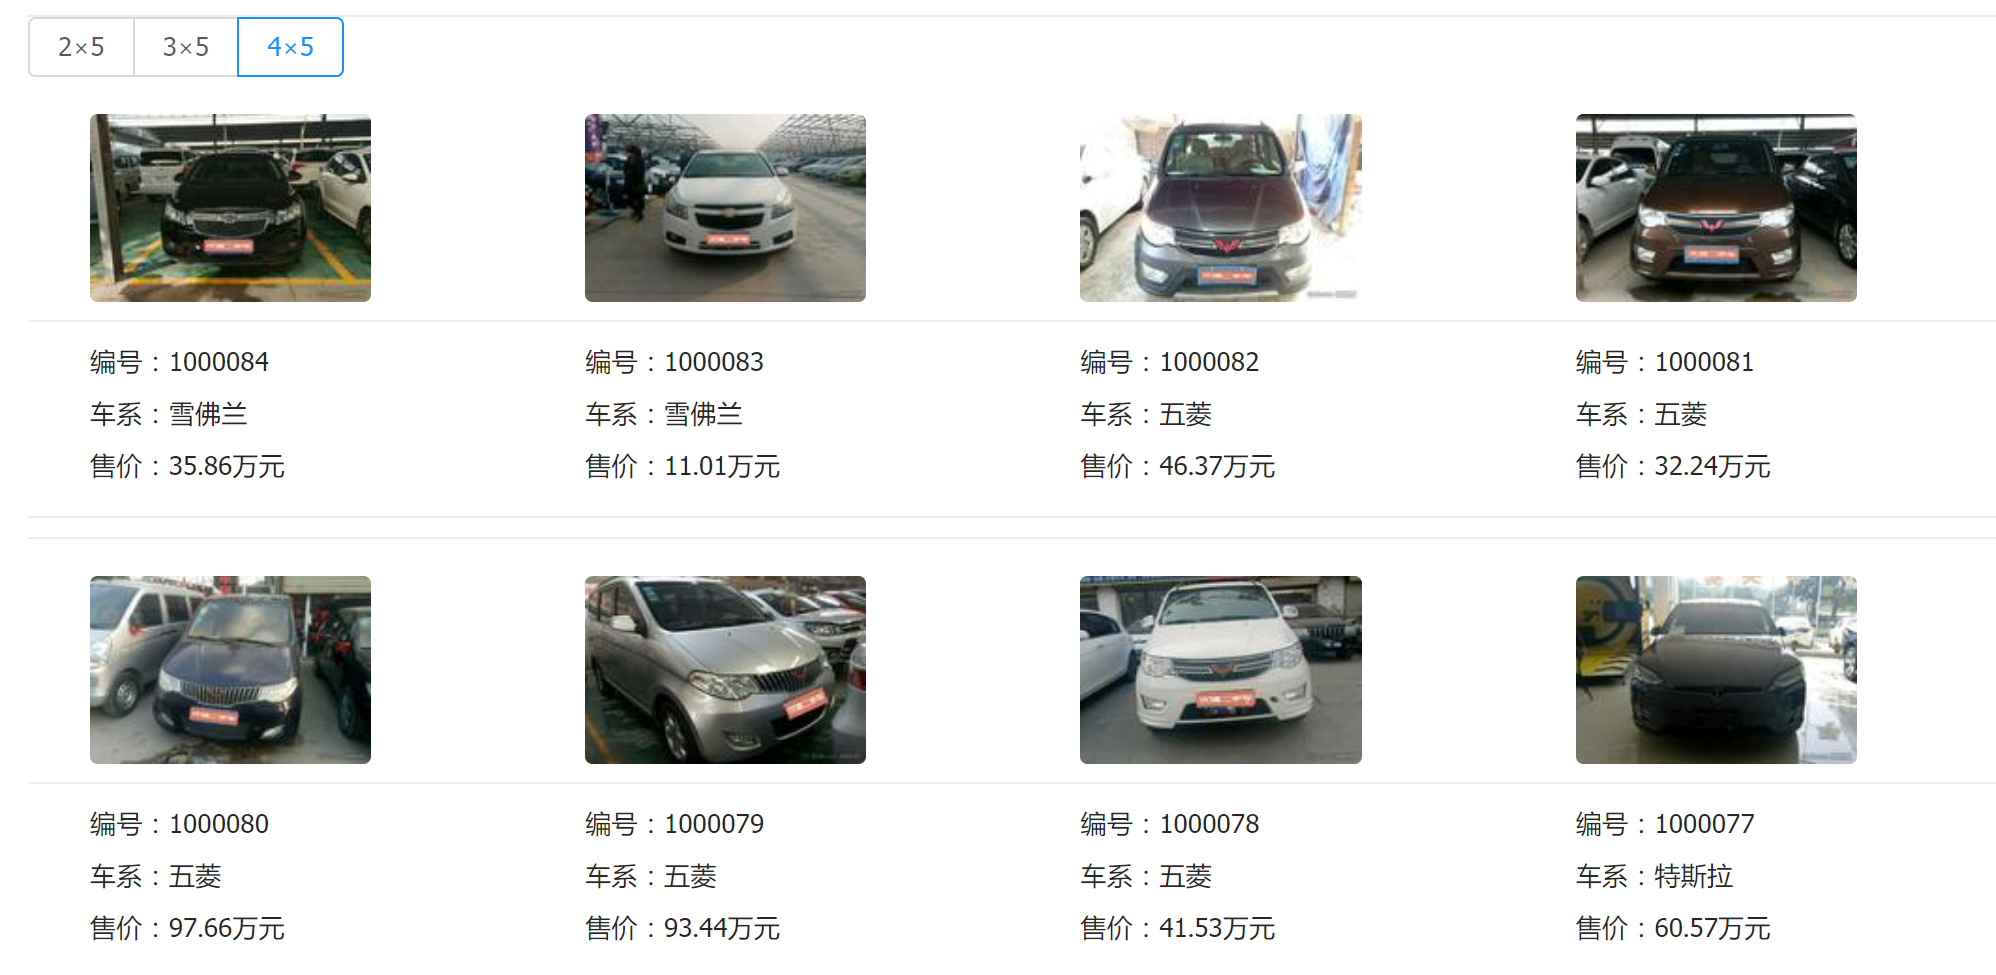 2×5 3×5 4×5
编号：1000084 编号：1000083 编号：1000082 编号：1000081
车系：雪佛兰 车系：雪佛兰 车系：五菱 车系：五菱
售价：35.86万元 售价：11.01万元 售价：46.37万元 售价：32.24万元
编号：1000080 编号：1000079 编号：1000078 编号：1000077
车系：五菱 车系：五菱 车系：五菱 车系：特斯拉
售价：97.66万元 售价：93.44万元 售价：41.53万元 售价：60.57万元